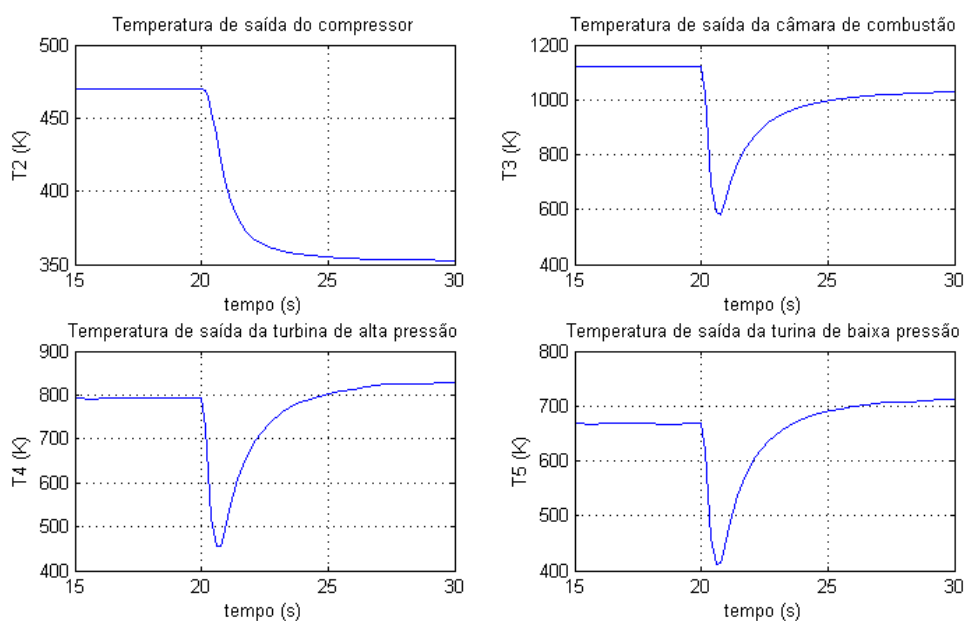 Temperatura de saída do compressor
500
450
400
350
T2 (K)
15 20 25 30
tempo (s)
Temperatura de saída da câmara de combustão
1200
1000
800
600
400
T3 (K)
15 20 25 30
tempo (s)
Temperatura de saída da turbina de alta pressão
900
800
700
600
500
400
T4 (K)
15 20 25 30
tempo (s)
Temperatura de saída da turina de baixa pressão
800
700
600
500
400
T5 (K)
15 20 25 30
tempo (s)